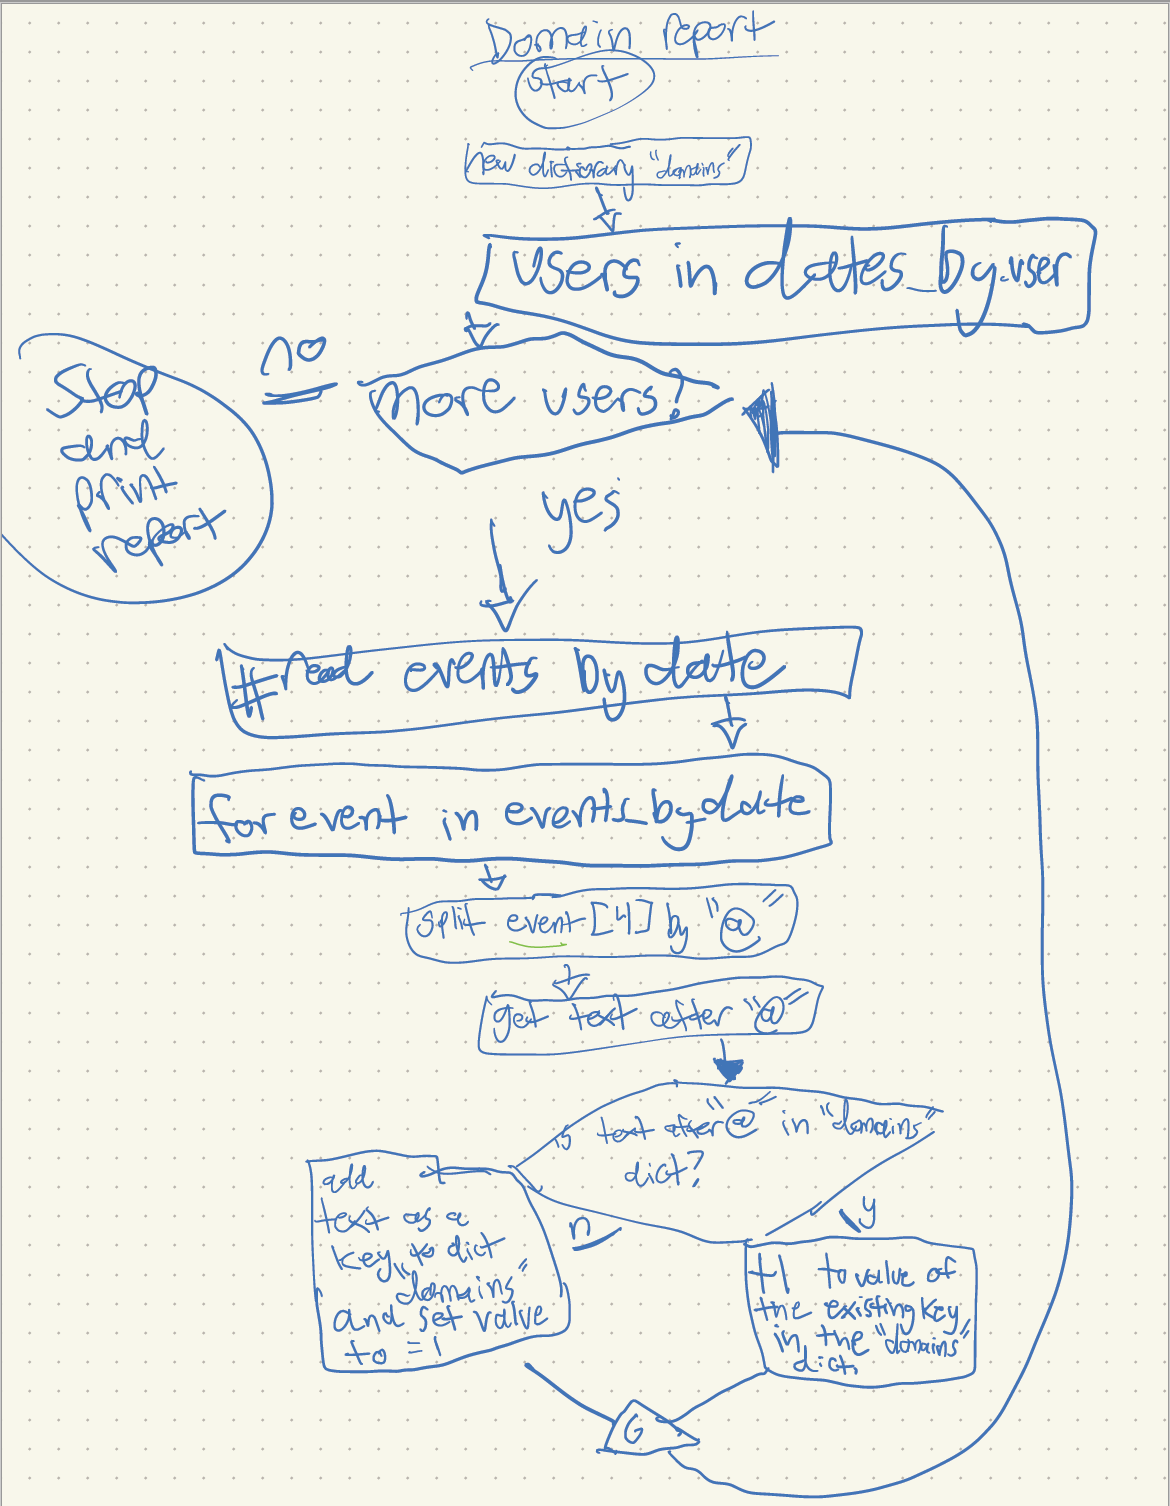 Domain report
start
new dictionary "domains"
Users in dates_by_user
no
more users?
Stop
and
print
report
yes
#read events by date
for event in events_by_date
split event [4] by "@"
get text after "@"
is text after "@" in "domains"
dict?
add
text as a
key to dict
"domains"
and set value
to = 1
n
y
+1 to value of
the existing key
in the "domains"
dict.
G